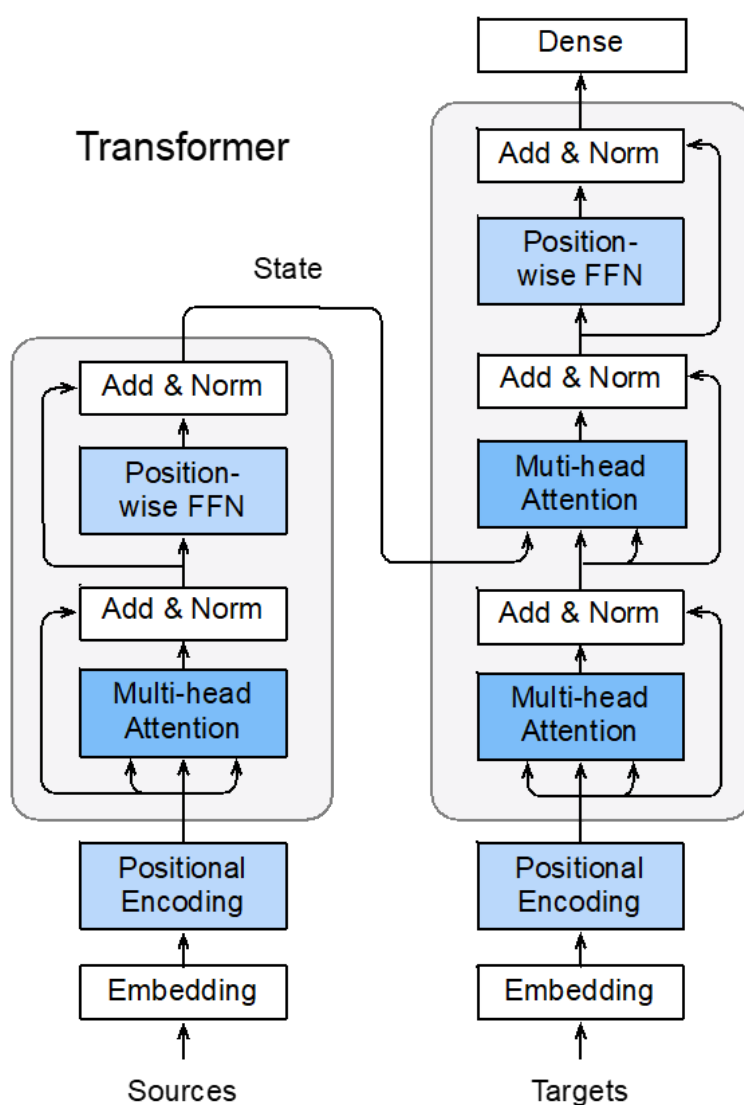 Transformer
State
Add & Norm
Position-
wise FFN
Add & Norm
Multi-head
Attention
Positional
Encoding
Embedding
Sources
Dense
Add & Norm
Position-
wise FFN
Add & Norm
Muti-head
Attention
Add & Norm
Multi-head
Attention
Positional
Encoding
Embedding
Targets